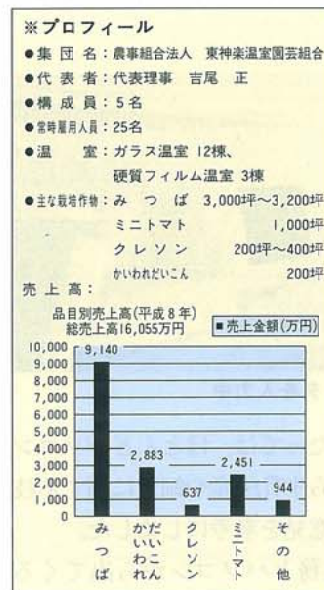 ※プロフィール
●集団名：農事組合法人 東神楽温室園芸組合
●代表者：代表理事 吉尾 正
●構成員：5名
●常時雇用人員：25名
●温室：ガラス温室 12棟、
硬質フィルム温室 3棟
●主な栽培作物：みつば 3,000坪～3,200坪
ミニトマト 1,000坪
クレソン 200坪～400坪
かいわれだいこん 200坪
売上高：
品目別売上高(平成8年)
総売上高16,055万円
■売上金額(万円)
10,000
9,000
8,000
7,000
6,000
5,000
4,000
3,000
2,000
1,000
0
9,140
2,883
637
2,451
944
みつば
かいわれだいこん
クレソン
ミニトマト
その他